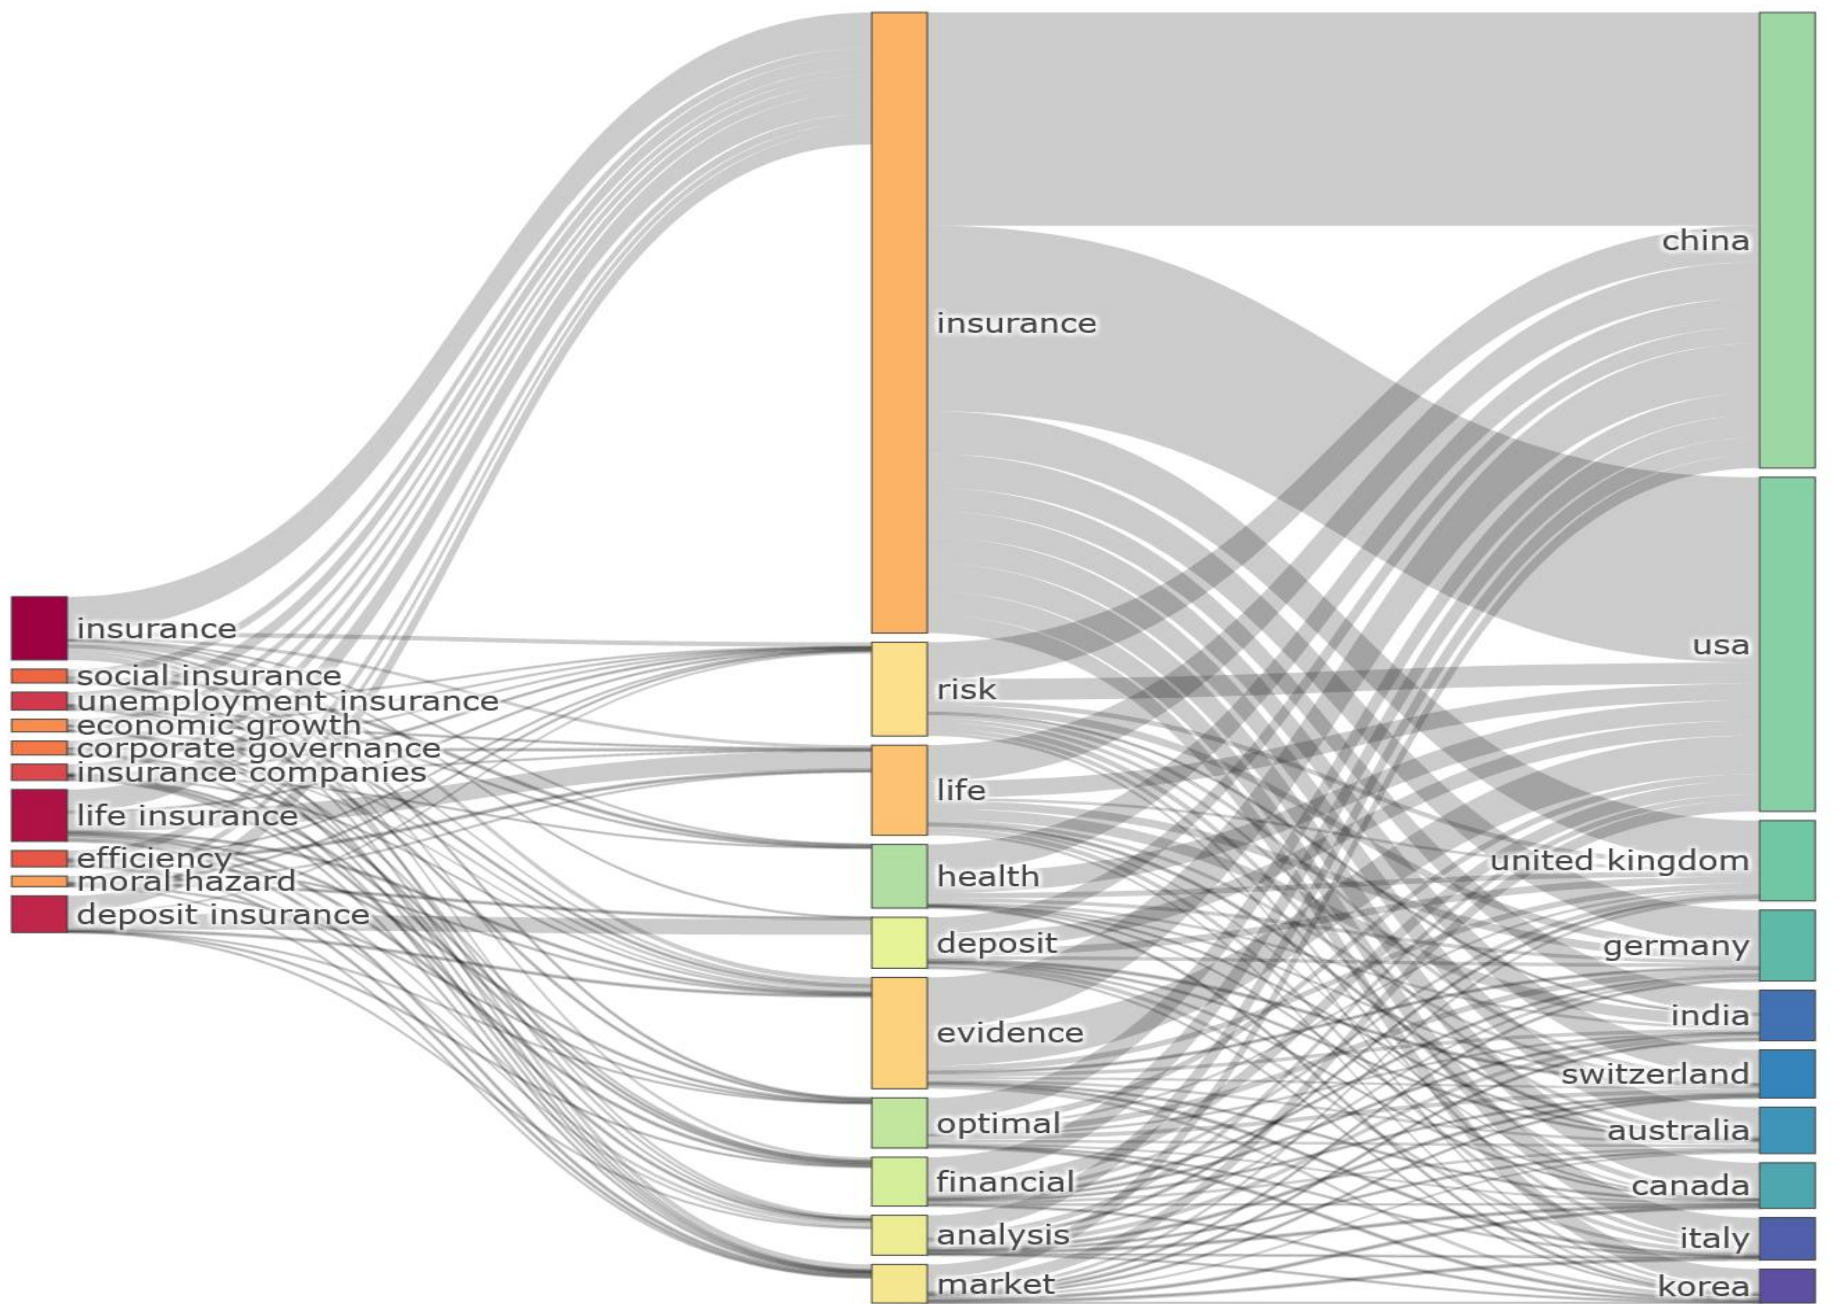 insurance
social insurance
unemployment insurance
economic growth
corporate governance
insurance companies
life insurance
efficiency
moral hazard
deposit insurance
insurance
risk
life
health
deposit
evidence
optimal
financial
analysis
market
china
usa
united kingdom
germany
india
switzerland
australia
canada
italy
korea